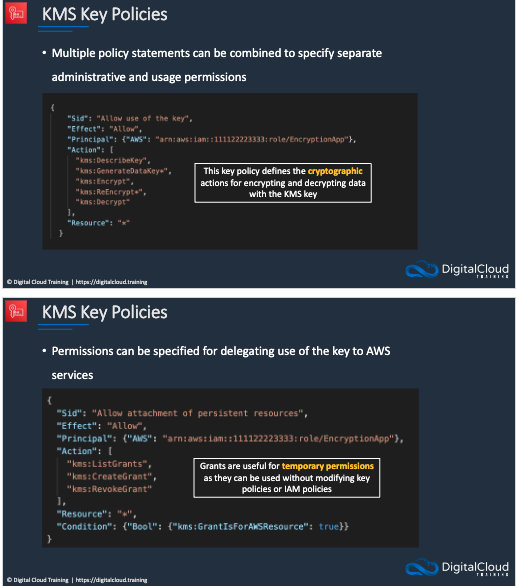 KMS Key Policies
• Multiple policy statements can be combined to specify separate
administrative and usage permissions
{
"Sid": "Allow use of the key",
"Effect": "Allow",
"Principal": {"AWS": "arn:aws:iam::111122223333:role/EncryptionApp"},
"Action": [
"kms:DescribeKey",
"kms:GenerateDataKey*",
"kms:Encrypt",
"kms:ReEncrypt*",
"kms:Decrypt"
],
"Resource": "*"
}
This key policy defines the cryptographic
actions for encrypting and decrypting data
with the KMS key
DigitalCloud
TRAINING
© Digital Cloud Training | https://digitalcloud.training
KMS Key Policies
• Permissions can be specified for delegating use of the key to AWS
services
{
"Sid": "Allow attachment of persistent resources",
"Effect": "Allow",
"Principal": {"AWS": "arn:aws:iam::111122223333:role/EncryptionApp"},
"Action": [
"kms:ListGrants",
"kms:CreateGrant",
"kms:RevokeGrant"
],
"Resource": "*",
"Condition": {"Bool": {"kms:GrantIsForAWSResource": true}}
}
Grants are useful for temporary permissions
as they can be used without modifying key
policies or IAM policies
DigitalCloud
TRAINING
© Digital Cloud Training | https://digitalcloud.training